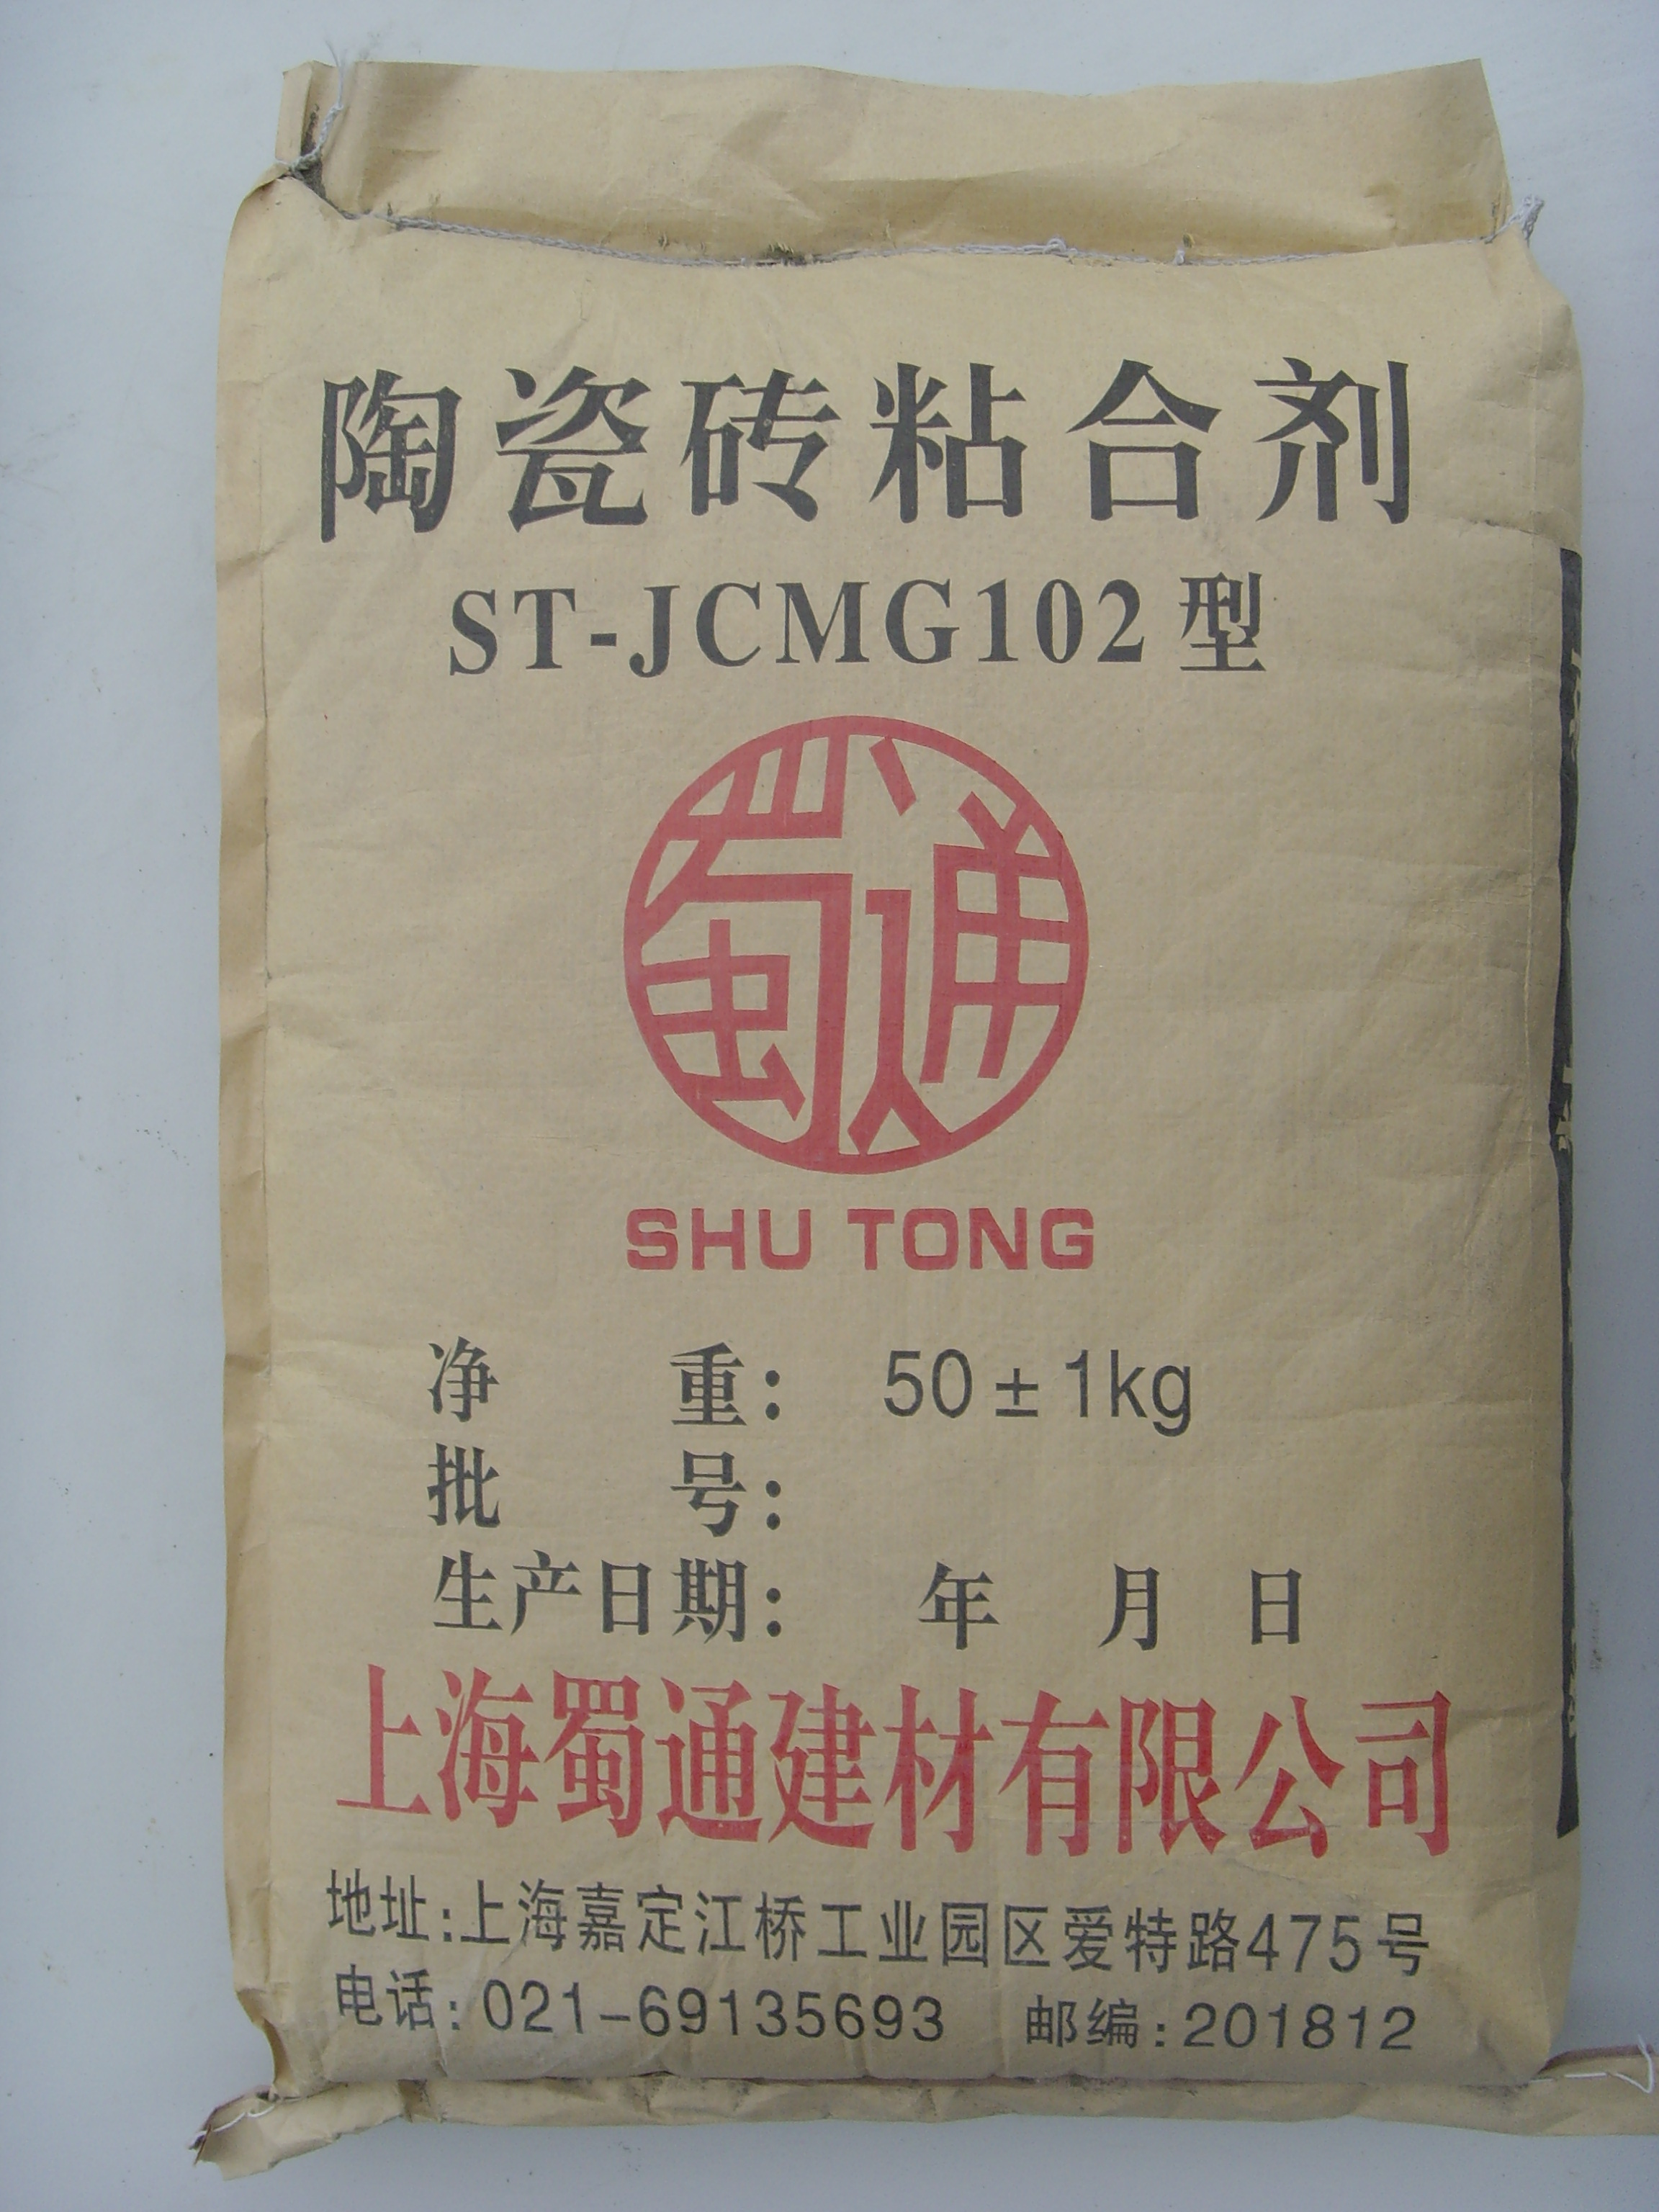 陶瓷砖粘合剂
ST-JCMG102型
蜀通
SHU TONG
净 重： 50±1kg
批 号：
生产日期： 年 月 日
上海蜀通建材有限公司
地址:上海嘉定江桥工业园区爱特路475号
电话:021-69135693 邮编:201812